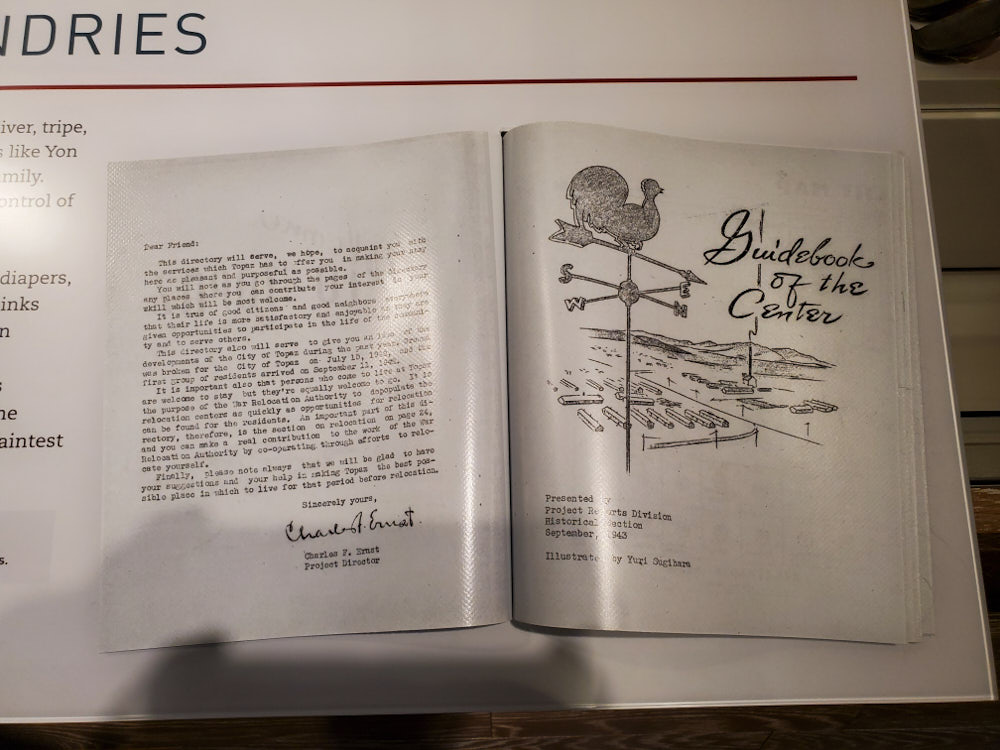 NDRIES
iver, tripe,
s like Yon
mily.
ontrol of
diapers,
inks
n
s
ne
aintest
s.
Dear Friend:
This directory will serve, we hope, to acquaint you with
the services which Topaz has to offer you in making your stay
here as pleasant and purposeful as possible.
You will note as you go through the pages of the directory
any places where you can contribute your interest or your
skill which will be most welcome.
It is true of good citizens and good neighbors everywhere
that their life is more satisfactory and enjoyable as they are
given opportunities to participate in the life of the communi-
ty and to serve others.
This directory also will serve to give you an idea of the
developments of the City of Topaz during the past year. Ground
was broken for the City of Topaz on July 10, and the
first group of residents arrived on September 11,
It is important also that persons who come to live at Topaz
are welcome to stay but they're equally welcome to go. It is
the purpose of the War Relocation Authority to depopulate the
relocation centers as quickly as opportunities for relocation
can be found for the residents. An important part of this di-
rectory, therefore, is the section on relocation on page 24,
and you can make a real contribution to the work of the War
Relocation Authority by co-operating through efforts to relo-
cate yourself.
Finally, please note always that we will be glad to have
your suggestions and your help in making Topaz the best pos-
sible place in which to live for that period before relocation.
Sincerely yours,
Charles F. Ernst
Charles F. Ernst
Project Director
S
E
W
N
Guidebook
of the
Center
Presented by
Project Reports Division
Historical Section
September, 1943
Illustrated by Yuri Sugihara